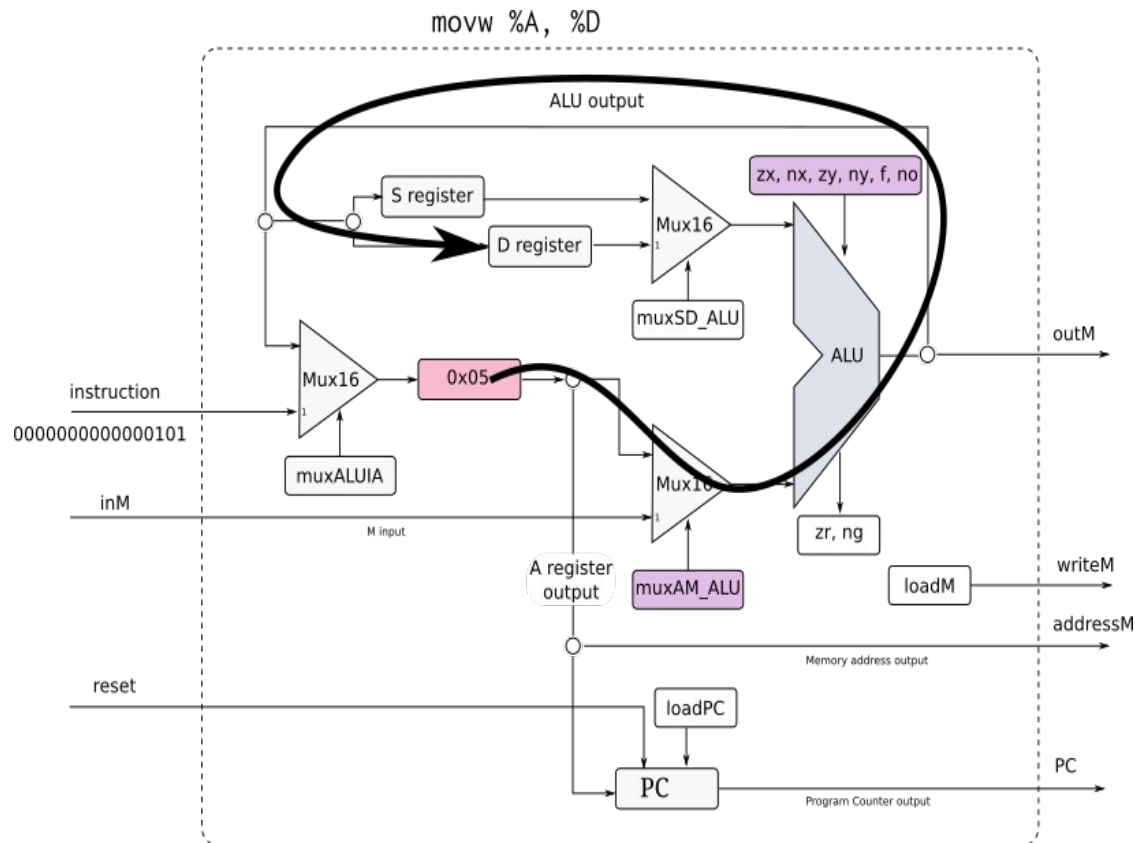 movw %A, %D
ALU output
zx, nx, zy, ny, f, no
S register
Mux16
D register
1
muxSD_ALU
outM
ALU
Mux16
0x05
instruction
1
0000000000000101
muxALUIA
Mux16
inM
1
M input
zr, ng
A register
output
muxAM_ALU
loadM
writeM
addressM
Memory address output
reset
loadPC
PC
PC
Program Counter output